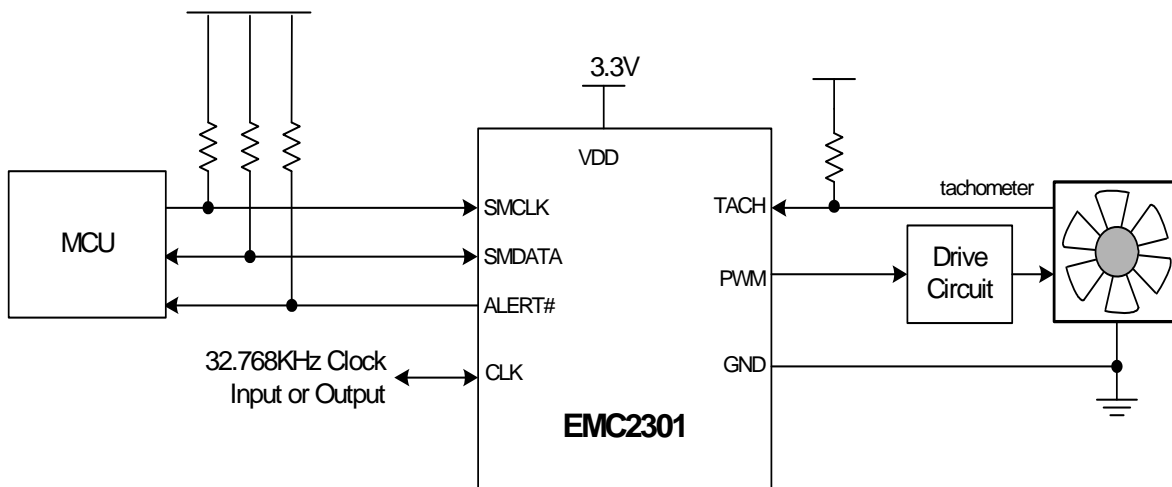 3.3V
VDD
tachometer
MCU
SMCLK
TACH
SMDATA
PWM
Drive
Circuit
ALERT#
32.768KHz Clock
Input or Output
CLK
GND
EMC2301